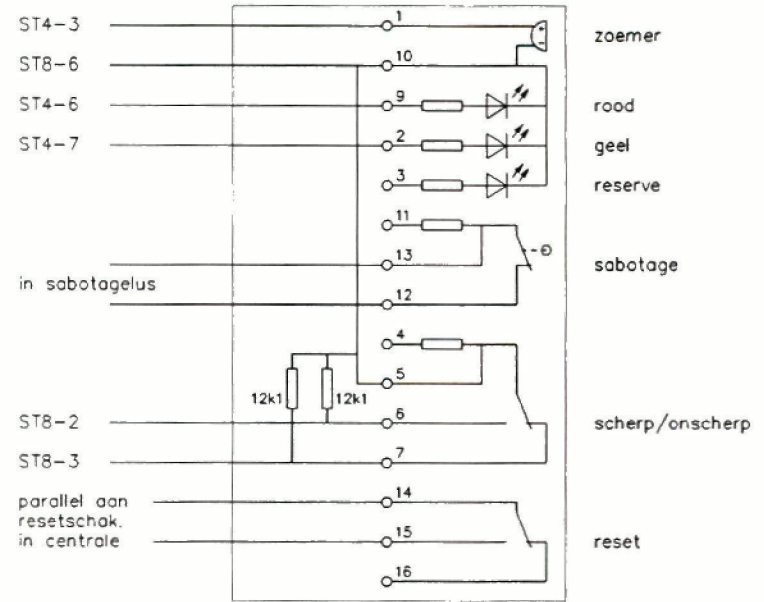 ST4-3
1
zoemer
ST8-6
10
ST4-6
9
rood
ST4-7
2
geel
3
reserve
11
13
sabotage
in sabotagelus
12
4
5
12k1
12k1
ST8-2
6
scherp/onscherp
ST8-3
7
parallel aan
resetschak.
in centrale
14
15
reset
16